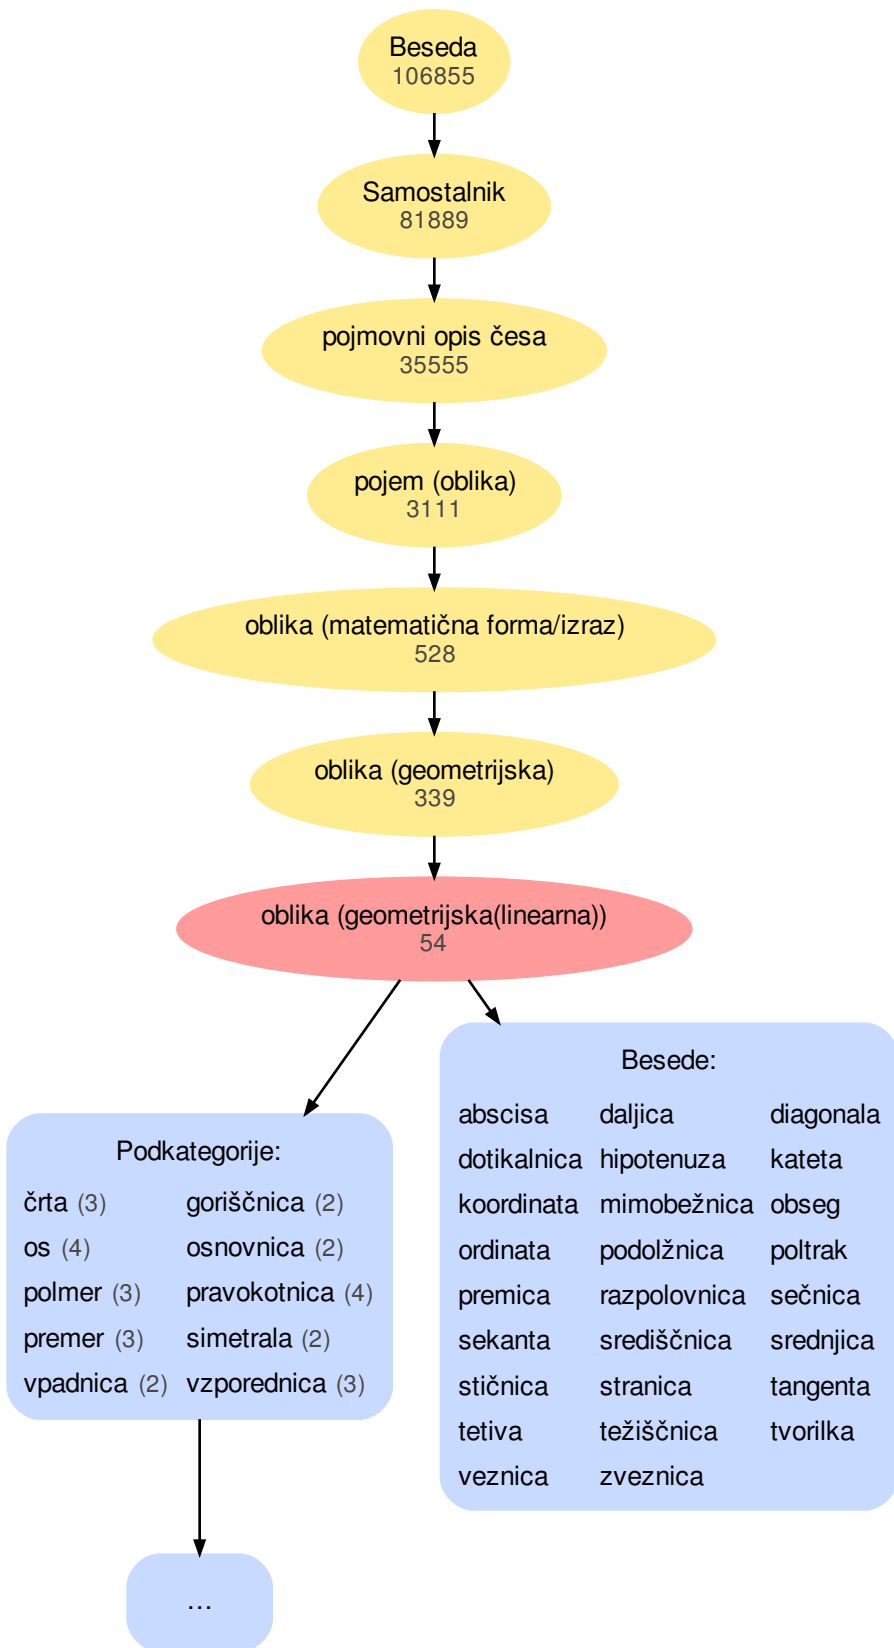 Beseda
106855
Samostalnik
81889
pojmovni opis česa
35555
pojem (oblika)
3111
oblika (matematična forma/izraz)
528
oblika (geometrijska)
339
oblika (geometrijska(linearna))
54
Podkategorije:
črta (3) goriščnica (2)
os (4) osnovnica (2)
polmer (3) pravokotnica (4)
premer (3) simetrala (2)
vpadnica (2) vzporednica (3)
...
Besede:
abscisa daljica diagonala
dotikalnica hipotenuza kateta
koordinata mimobežnica obseg
ordinata podolžnica poltrak
premica razpolovnica sečnica
sekanta središčnica srednjica
stičnica stranica tangenta
tetiva težiščnica tvorilka
veznica zveznica